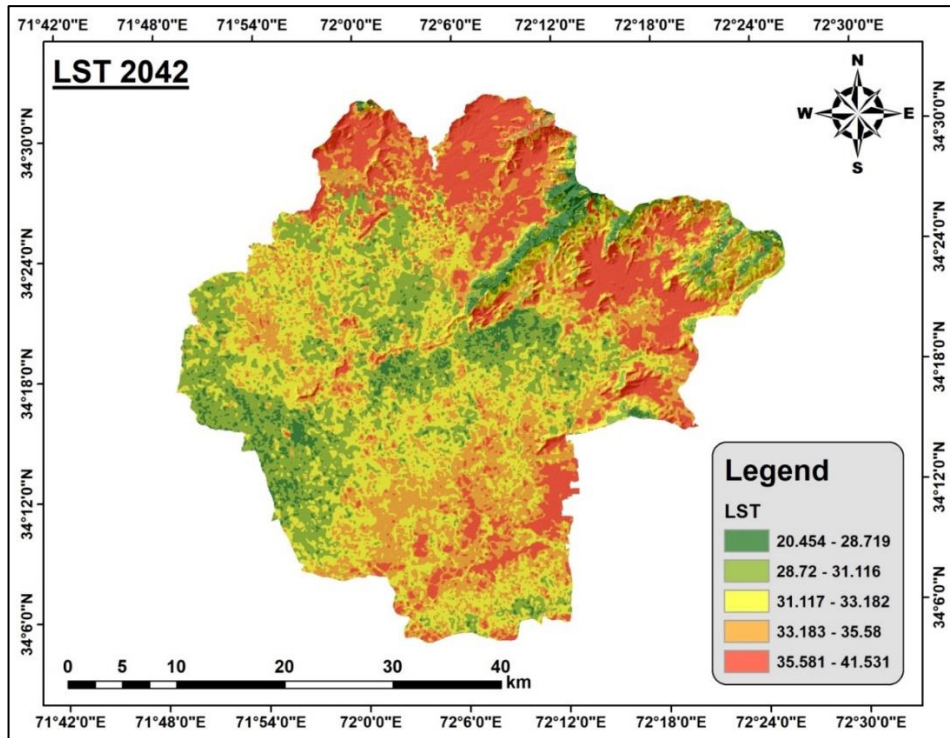 71°42'0"E 71°48'0"E 71°54'0"E 72°0'0"E 72°6'0"E 72°12'0"E 72°18'0"E 72°24'0"E 72°30'0"E
LST 2042
N
W E
S
34°30'0"N 34°30'0"N
34°24'0"N 34°24'0"N
34°18'0"N 34°18'0"N
34°12'0"N 34°12'0"N
34°6'0"N 34°6'0"N
Legend
LST
20.454 - 28.719
28.72 - 31.116
31.117 - 33.182
33.183 - 35.58
35.581 - 41.531
0 5 10 20 30 40
km
71°42'0"E 71°48'0"E 71°54'0"E 72°0'0"E 72°6'0"E 72°12'0"E 72°18'0"E 72°24'0"E 72°30'0"E